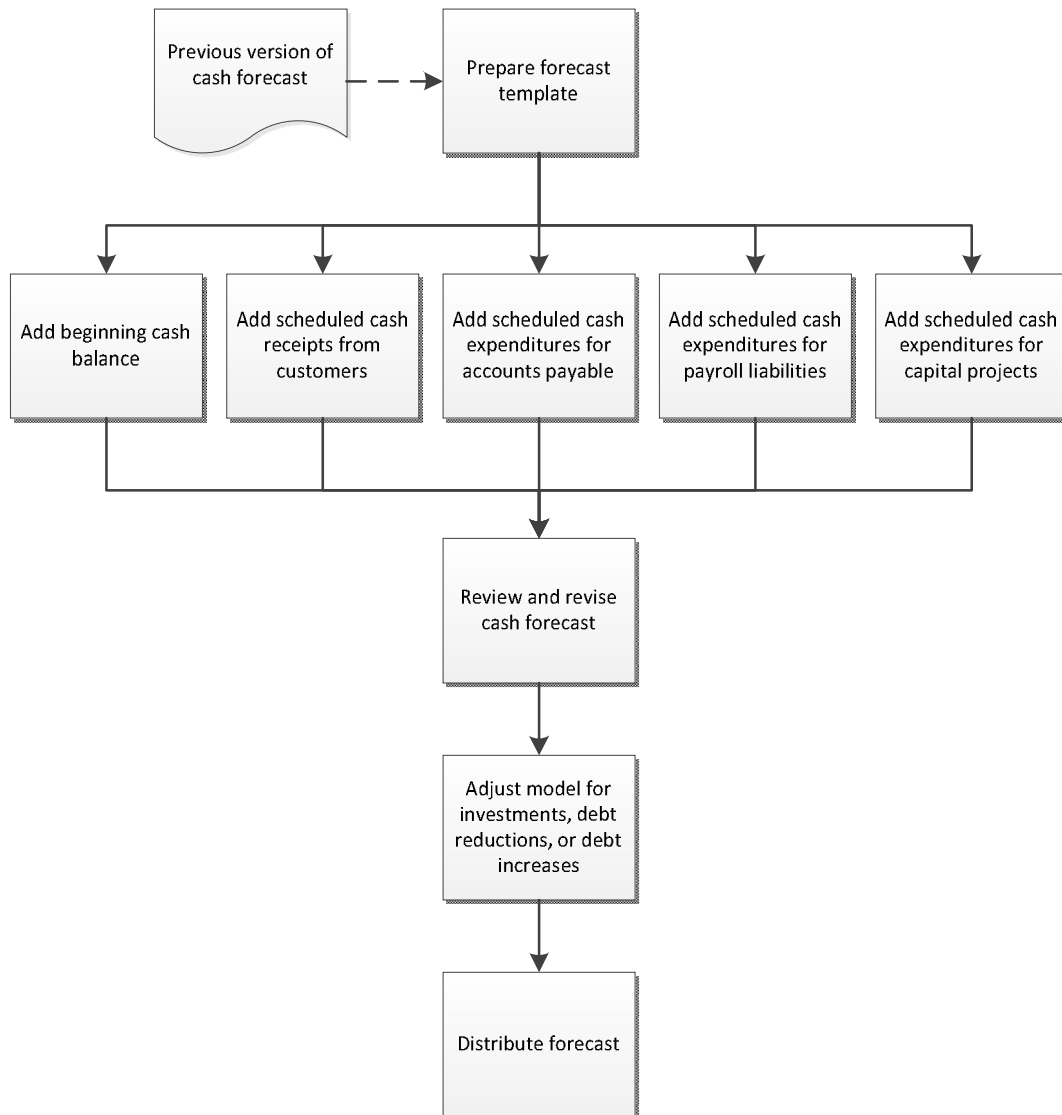 Previous version of
cash forecast
Prepare forecast
template
Add beginning cash
balance
Add scheduled cash
receipts from
customers
Add scheduled cash
expenditures for
accounts payable
Add scheduled cash
expenditures for
payroll liabilities
Add scheduled cash
expenditures for
capital projects
Review and revise
cash forecast
Adjust model for
investments, debt
reductions, or debt
increases
Distribute forecast